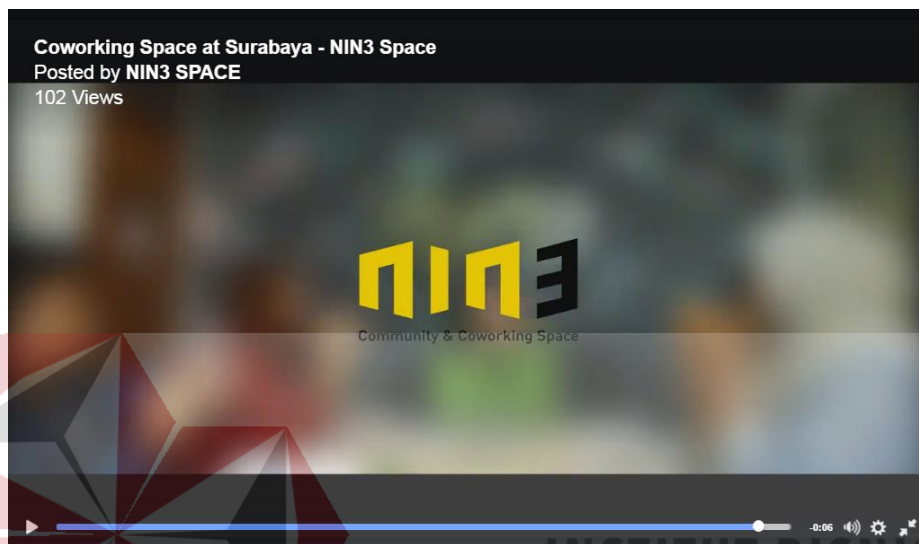 Coworking Space at Surabaya - NIN3 Space
Posted by NIN3 SPACE
102 Views
NIN3
Community & Coworking Space
-0:06